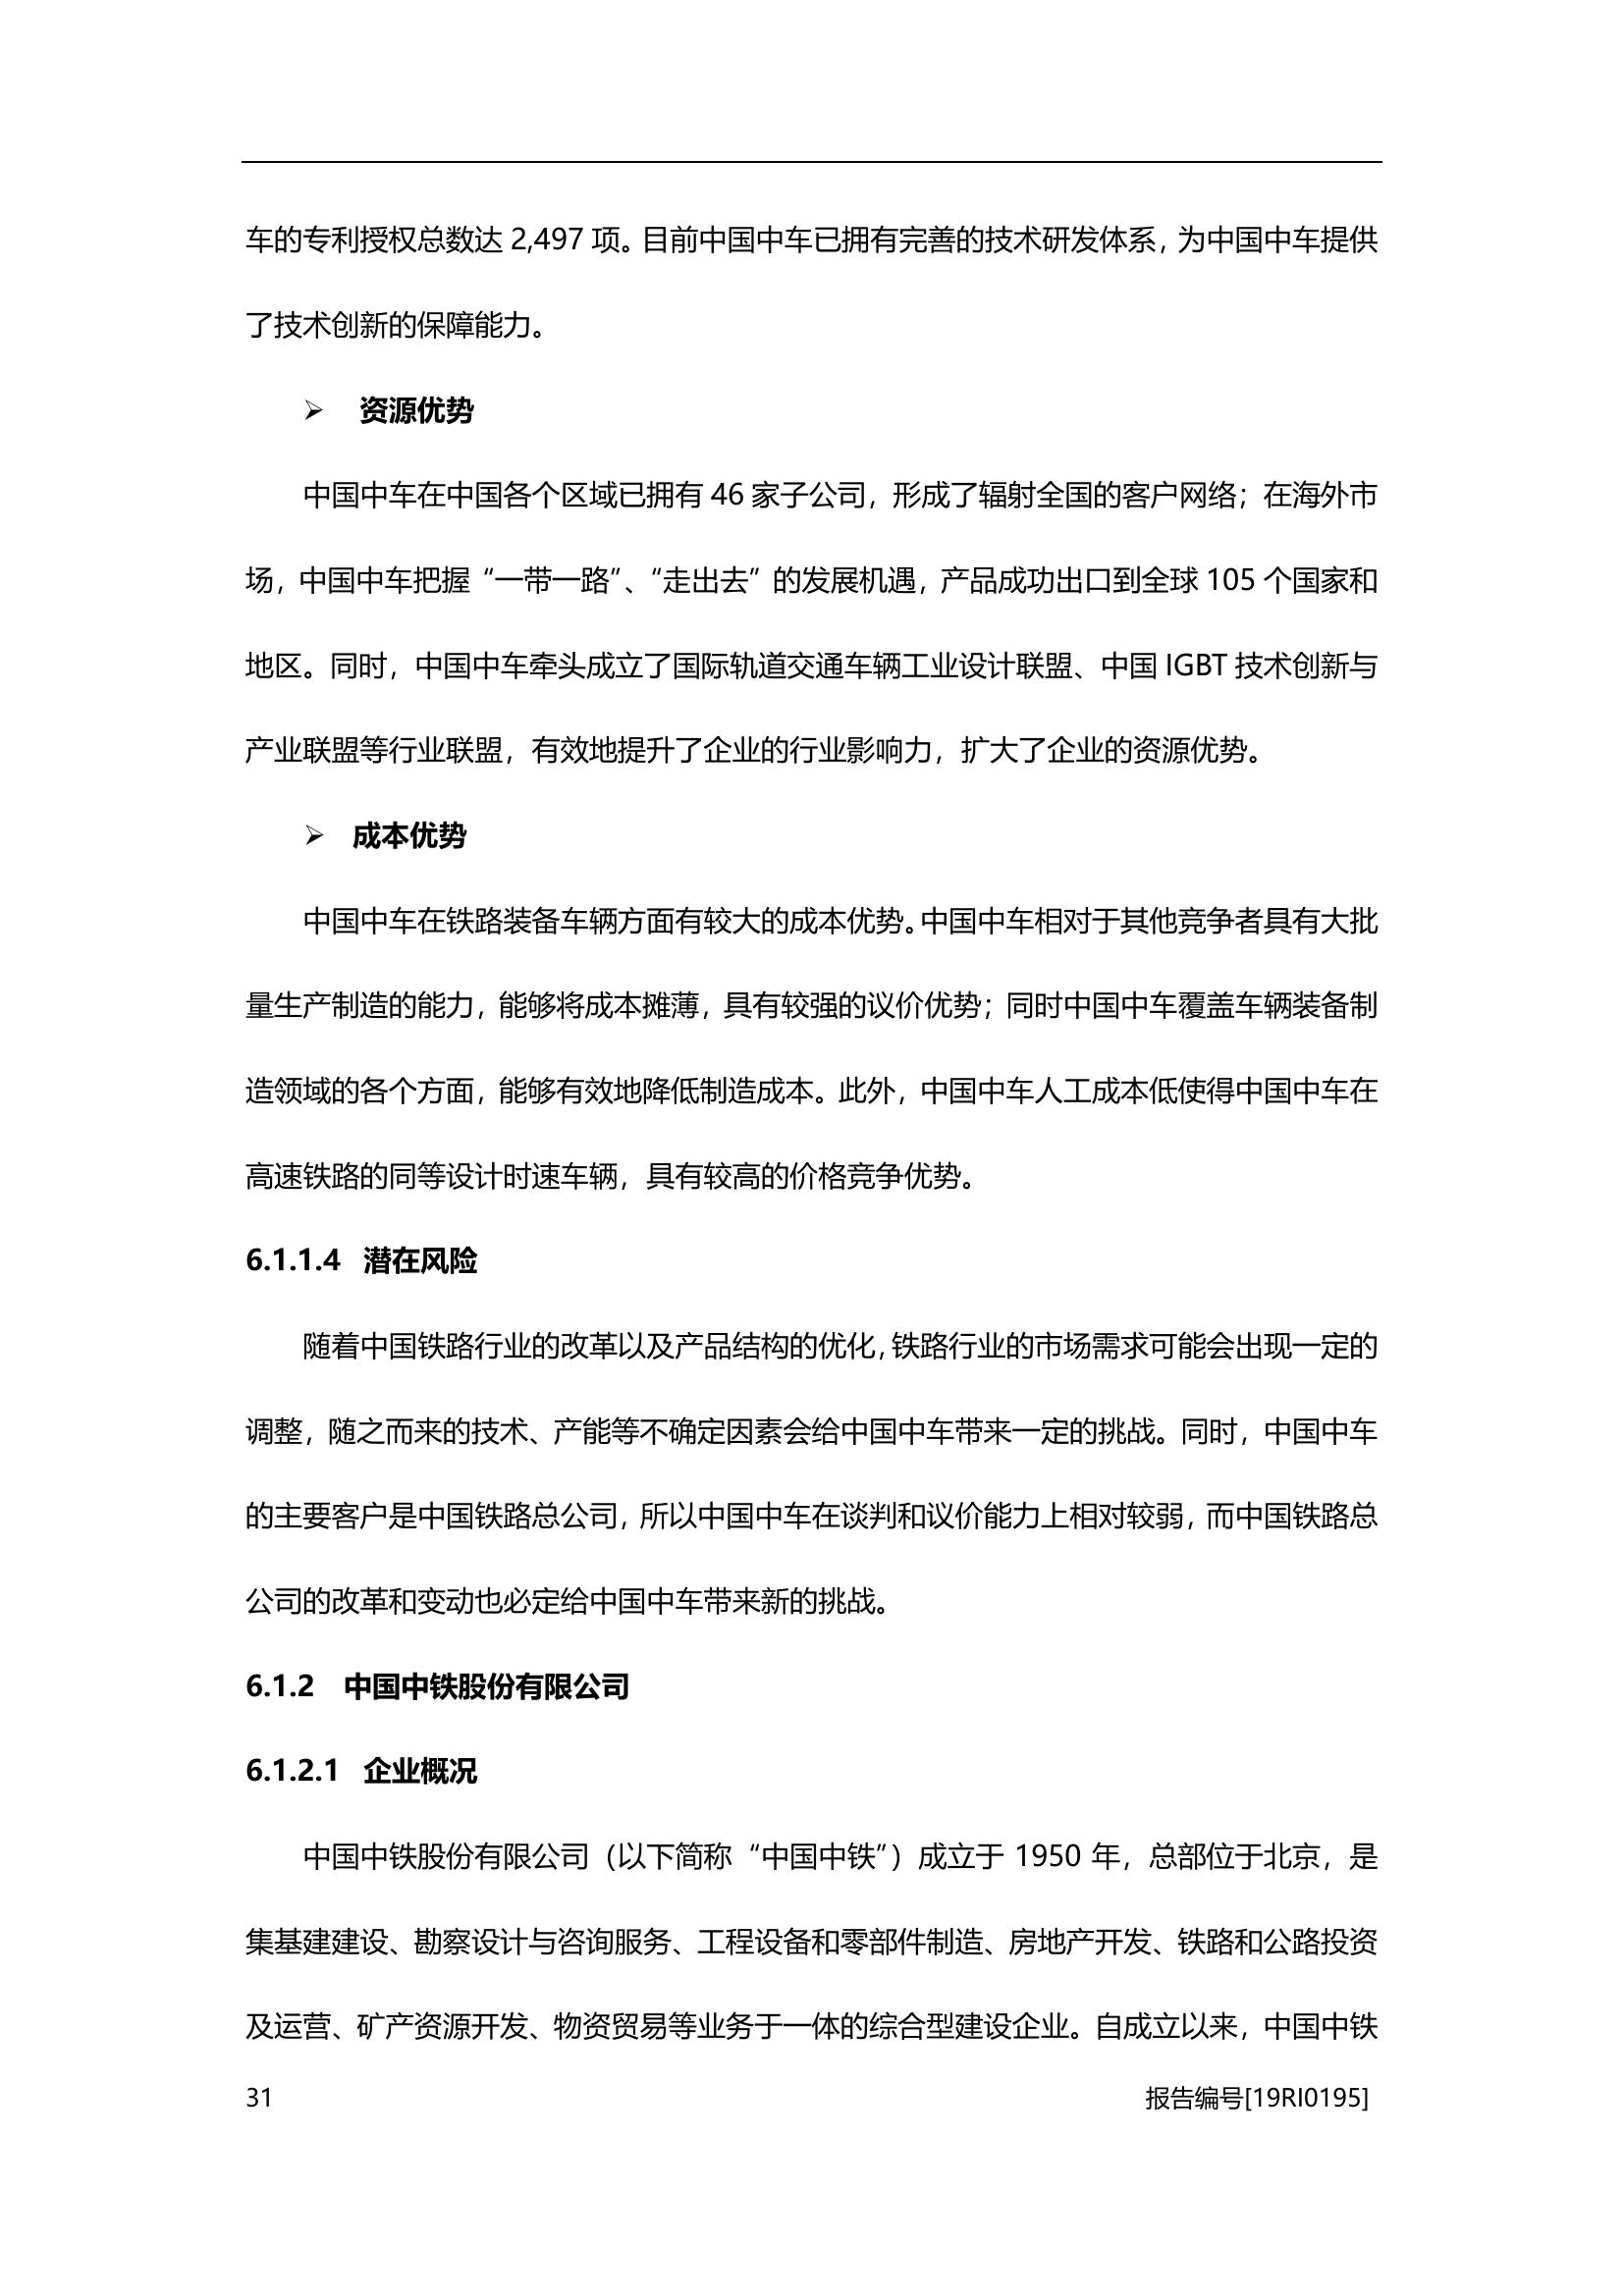 车的专利授权总数达 2,497 项。目前中国中车已拥有完善的技术研发体系，为中国中车提供
了技术创新的保障能力。
➢ 资源优势
中国中车在中国各个区域已拥有 46 家子公司，形成了辐射全国的客户网络；在海外市
场，中国中车把握“一带一路”、“走出去”的发展机遇，产品成功出口到全球 105 个国家和
地区。同时，中国中车牵头成立了国际轨道交通车辆工业设计联盟、中国 IGBT 技术创新与
产业联盟等行业联盟，有效地提升了企业的行业影响力，扩大了企业的资源优势。
➢ 成本优势
中国中车在铁路装备车辆方面有较大的成本优势。中国中车相对于其他竞争者具有大批
量生产制造的能力，能够将成本摊薄，具有较强的议价优势；同时中国中车覆盖车辆装备制
造领域的各个方面，能够有效地降低制造成本。此外，中国中车人工成本低使得中国中车在
高速铁路的同等设计时速车辆，具有较高的价格竞争优势。
6.1.1.4 潜在风险
随着中国铁路行业的改革以及产品结构的优化，铁路行业的市场需求可能会出现一定的
调整，随之而来的技术、产能等不确定因素会给中国中车带来一定的挑战。同时，中国中车
的主要客户是中国铁路总公司，所以中国中车在谈判和议价能力上相对较弱，而中国铁路总
公司的改革和变动也必定给中国中车带来新的挑战。
6.1.2 中国中铁股份有限公司
6.1.2.1 企业概况
中国中铁股份有限公司（以下简称“中国中铁”）成立于 1950 年，总部位于北京，是
集基建建设、勘察设计与咨询服务、工程设备和零部件制造、房地产开发、铁路和公路投资
及运营、矿产资源开发、物资贸易等业务于一体的综合型建设企业。自成立以来，中国中铁
31 报告编号[19RI0195]